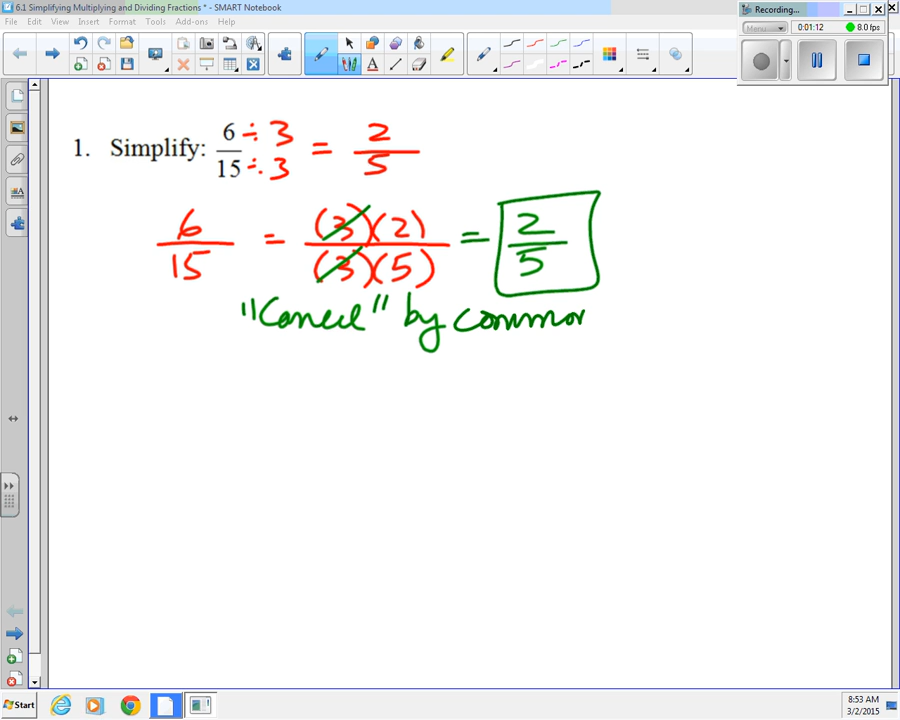 6.1 Simplifying Multiplying and Dividing Fractions * - SMART Notebook
File Edit View Insert Format Tools Add-ons Help
Recording...
Menu
0:01:12
8.0 fps
1. Simplify: 6/15 ÷ 3 / ÷ 3 = 2/5
6/15 = (3)(2)/(3)(5) = 2/5
"Cancel" by common
Start
8:53 AM
3/2/2015